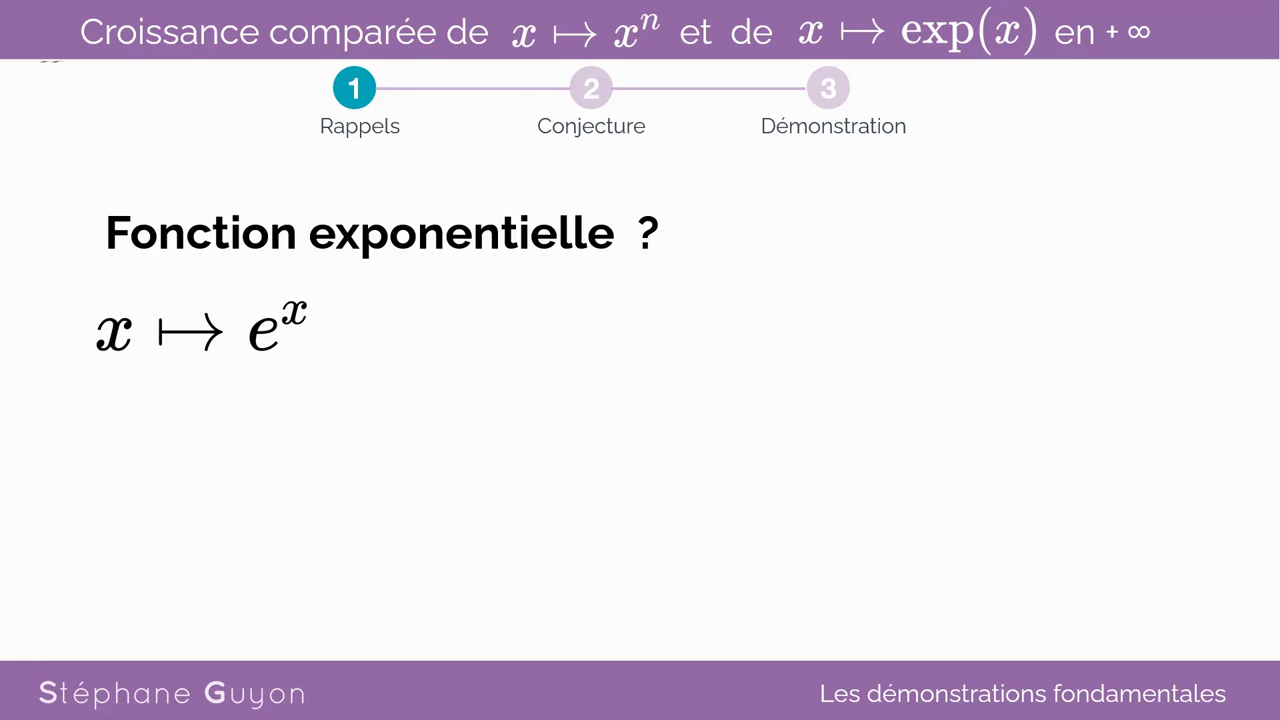 Croissance comparée de x ↦ xⁿ et de x ↦ exp(x) en + ∞
1 2 3
Rappels Conjecture Démonstration
Fonction exponentielle ?
x ↦ eˣ
Stéphane Guyon Les démonstrations fondamentales